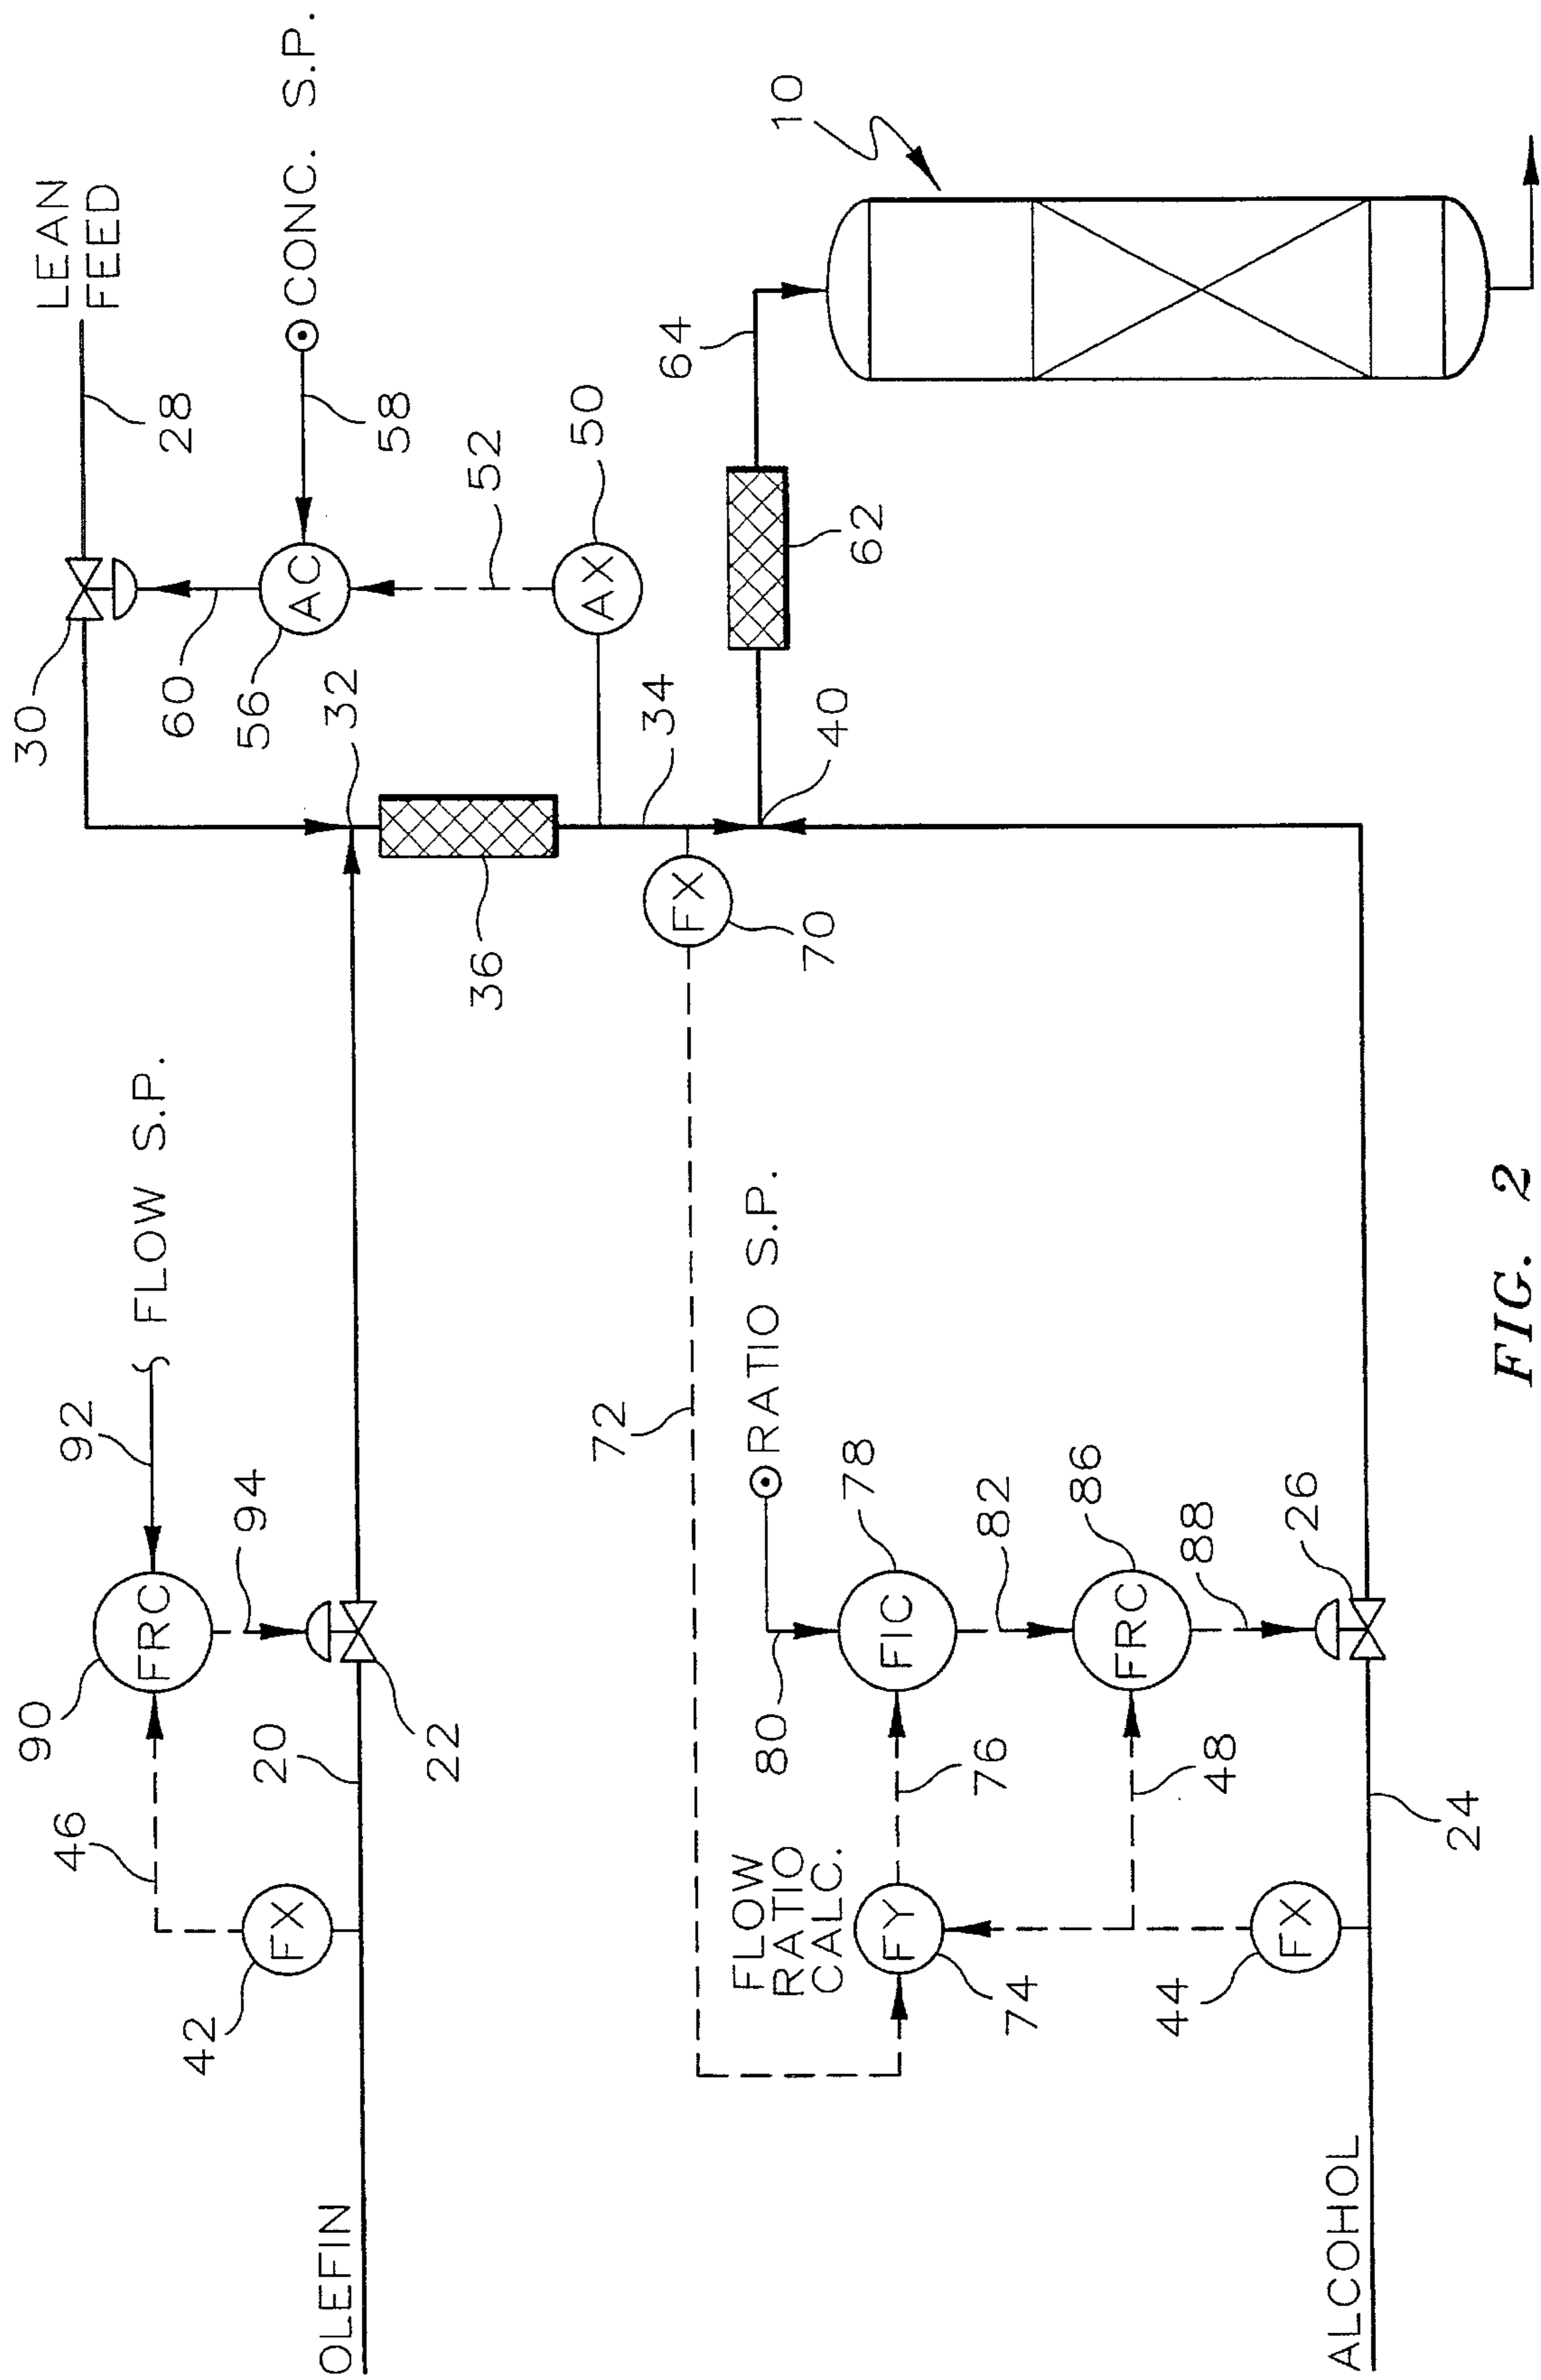 LEAN
FEED
28
30
CONC. S.P.
58
60
AC
56
52
AX
50
32
36
34
FX
70
40
62
64
10
FLOW S.P.
92
FRC
90
94
46
FX
42
20
22
OLEFIN
72
RATIO S.P.
80
FIC
78
82
FRC
86
88
26
76
48
FLOW
RATIO
CALC.
FY
74
FX
44
24
ALCOHOL
FIG. 2